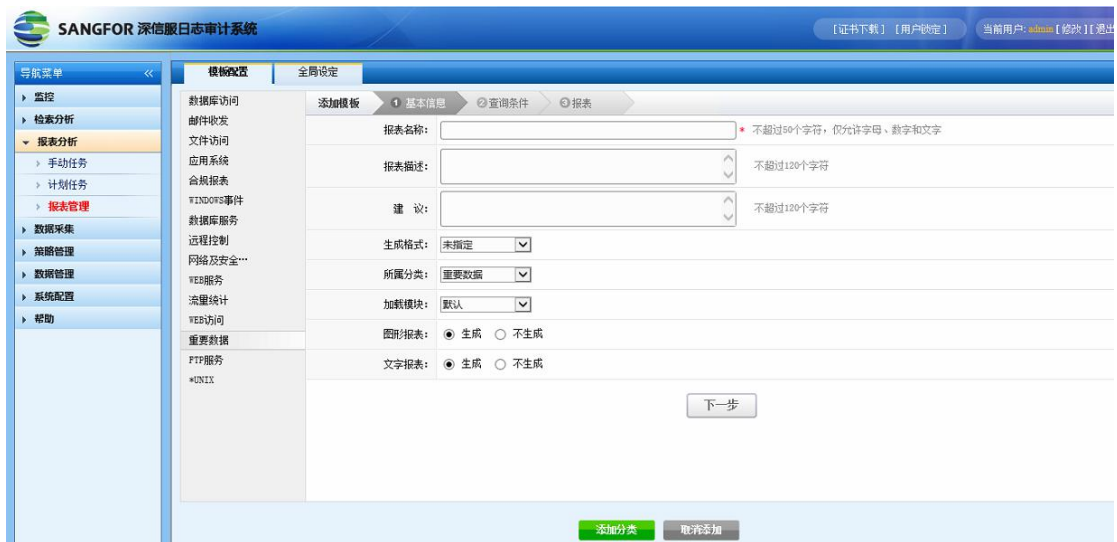 SANGFOR 深信服日志审计系统
[证书下载] [用户锁定] 当前用户: admin [修改] [退出
导航菜单 «
监控
检索分析
报表分析
手动任务
计划任务
报表管理
数据采集
策略管理
数据管理
系统配置
帮助
模板配置 全局设定
数据库访问
邮件收发
文件访问
应用系统
合规报表
WINDOWS事件
数据库服务
远程控制
网络及安全…
WEB服务
流量统计
WEB访问
重要数据
FTP服务
*UNIX
添加模板 1 基本信息 2 查询条件 3 报表
报表名称: * 不超过50个字符,仅允许字母、数字和文字
报表描述: 不超过120个字符
建 议: 不超过120个字符
生成格式: 未指定
所属分类: 重要数据
加载模块: 默认
图形报表: 生成 不生成
文字报表: 生成 不生成
下一步
添加分类 取消添加